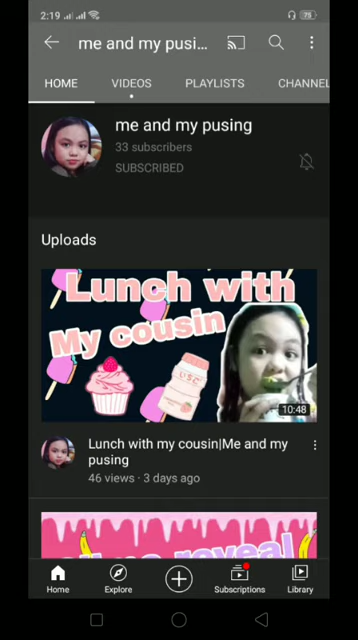 2:19
75
me and my pusi...
HOME VIDEOS PLAYLISTS CHANNEL
me and my pusing
33 subscribers
SUBSCRIBED
Uploads
Lunch with
My cousin
10:48
Lunch with my cousin|Me and my
pusing
46 views · 3 days ago
reveal
Home Explore Subscriptions Library